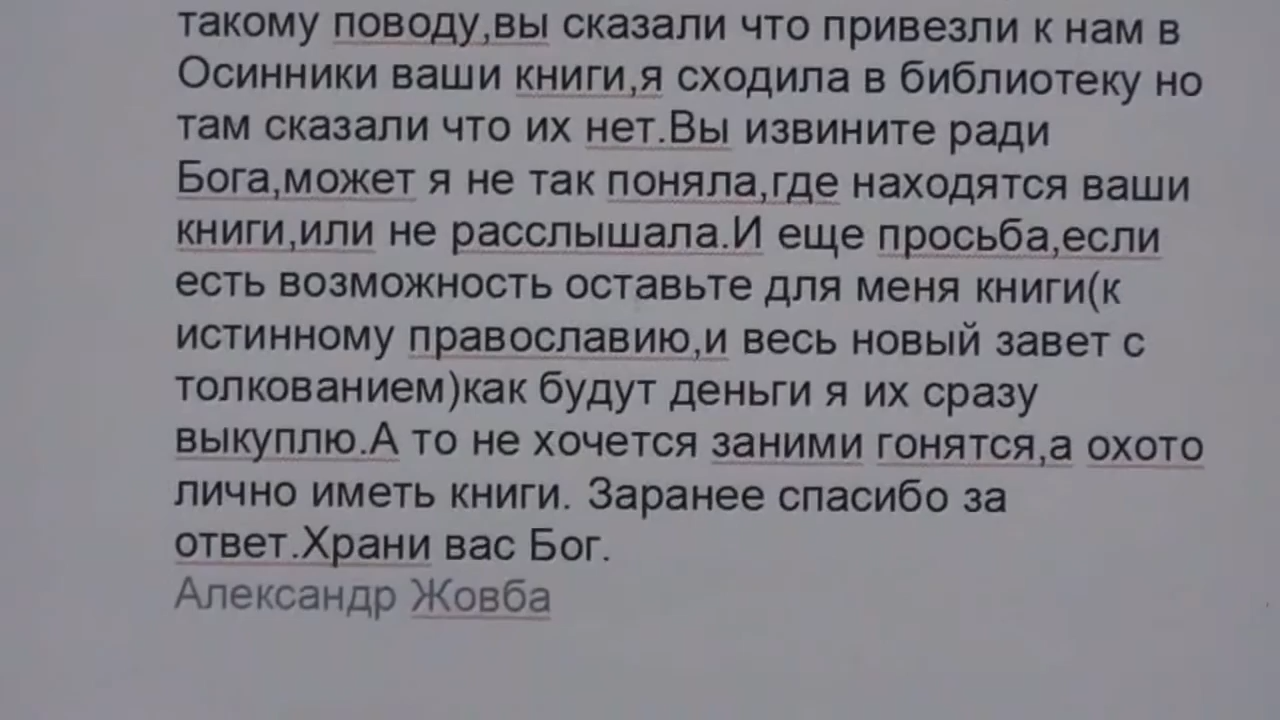 такому поводу,вы сказали что привезли к нам в
Осинники ваши книги,я сходила в библиотеку но
там сказали что их нет.Вы извините ради
Бога,может я не так поняла,где находятся ваши
книги,или не расслышала.И еще просьба,если
есть возможность оставьте для меня книги(к
истинному православию,и весь новый завет с
толкованием)как будут деньги я их сразу
выкуплю.А то не хочется заними гонятся,а охото
лично иметь книги. Заранее спасибо за
ответ.Храни вас Бог.
Александр Жовба